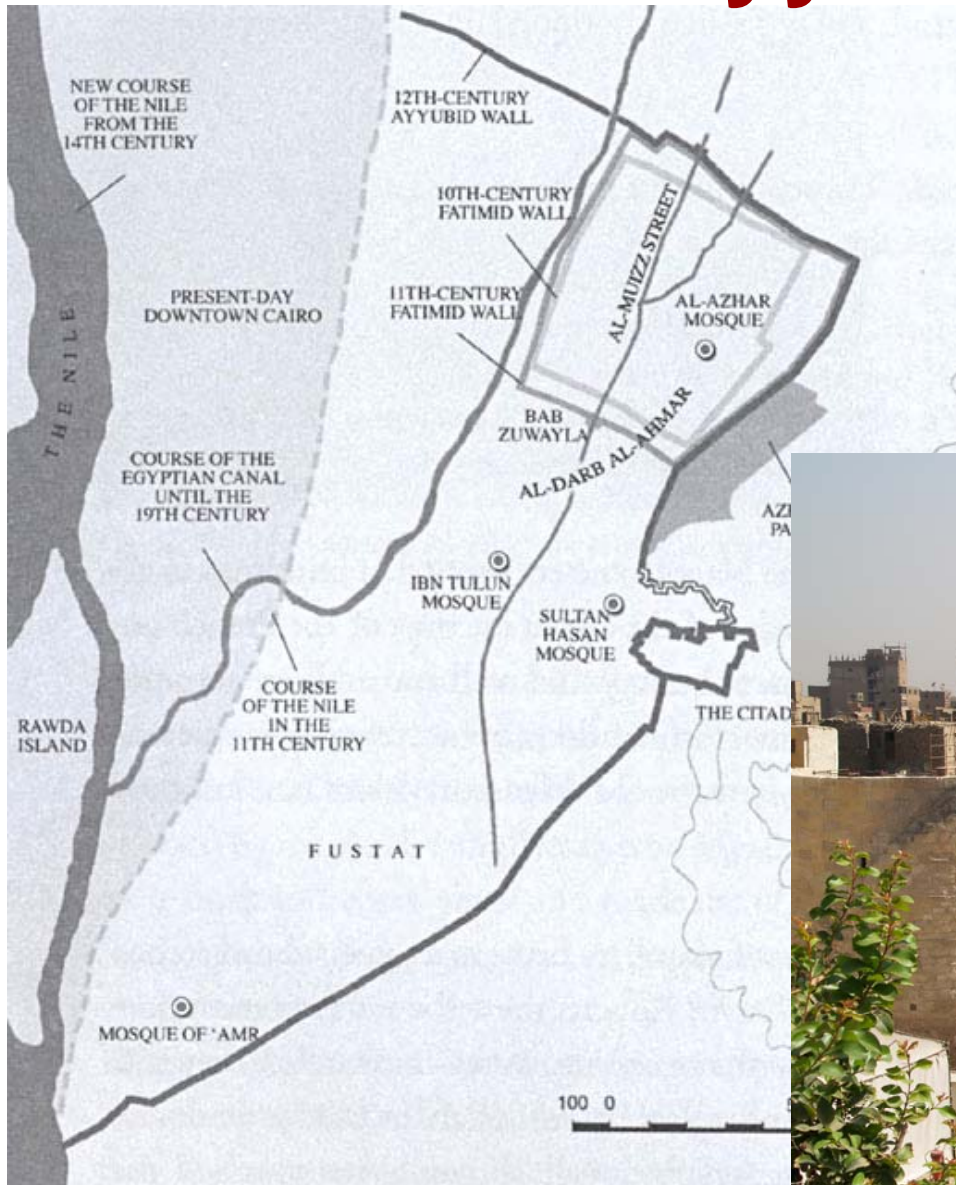 NEW COURSE
OF THE NILE
FROM THE
14TH CENTURY
12TH-CENTURY
AYYUBID WALL
10TH-CENTURY
FATIMID WALL
11TH-CENTURY
FATIMID WALL
PRESENT-DAY
DOWNTOWN CAIRO
AL-MUIZZ STREET
AL-AZHAR
MOSQUE
THE NILE
BAB
ZUWAYLA
AL-DARB AL-AHMAR
COURSE OF THE
EGYPTIAN CANAL
UNTIL THE
19TH CENTURY
IBN TULUN
MOSQUE
SULTAN
HASAN
MOSQUE
COURSE
OF THE NILE
IN THE
11TH CENTURY
RAWDA
ISLAND
THE CITAD
FUSTAT
MOSQUE OF 'AMR
100 0